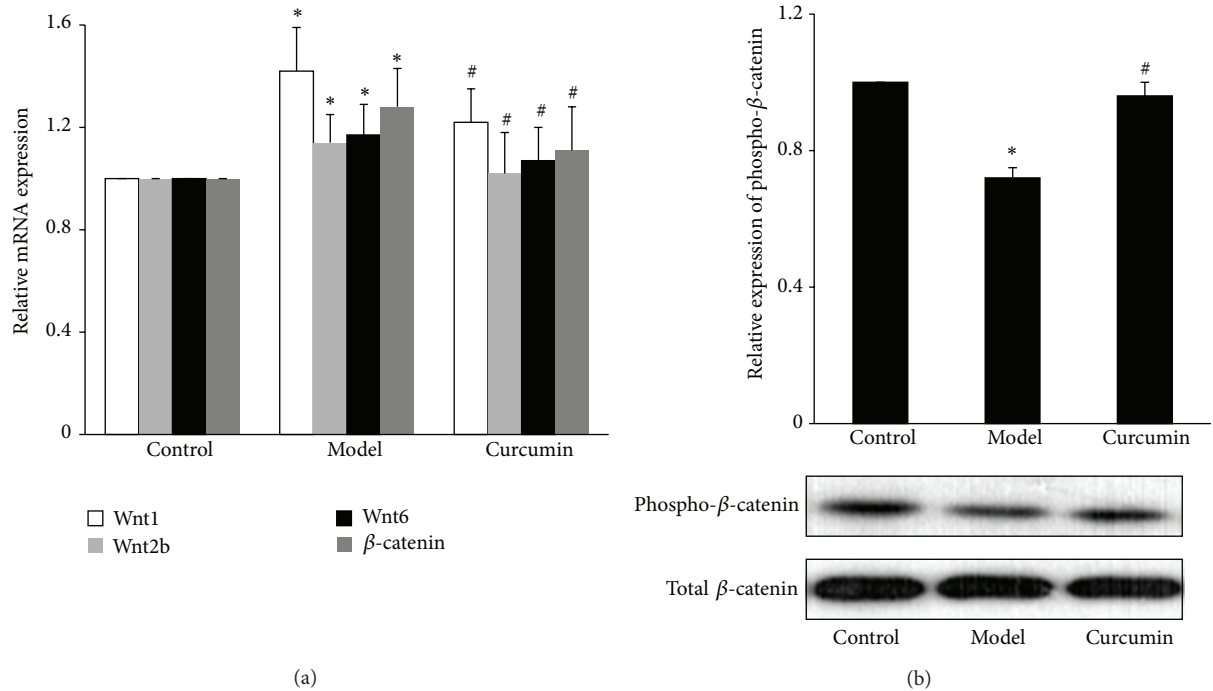 Relative mRNA expression
1.6
1.2
0.8
0.4
0
*
*
*
*
#
#
#
#
Control Model Curcumin
Wnt1
Wnt2b
Wnt6
β-catenin
(a)
Relative expression of phospho-β-catenin
1.2
0.8
0.4
0
*
#
Control Model Curcumin
Phospho-β-catenin
Total β-catenin
Control Model Curcumin
(b)